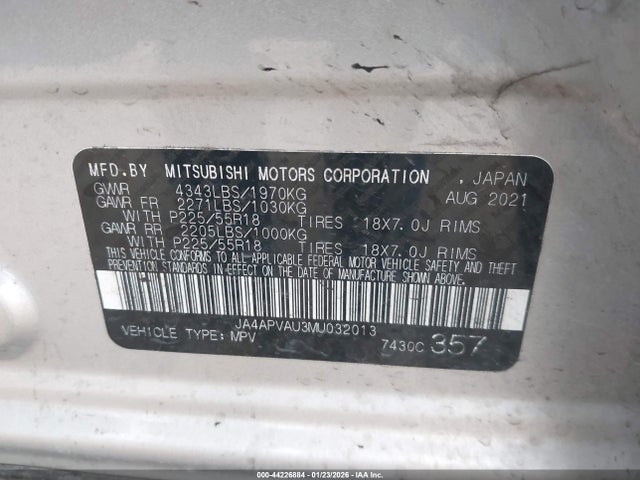 MFD.BY MITSUBISHI MOTORS CORPORATION , JAPAN
GVWR 4343LBS/1970KG AUG 2021
GAWR FR 2271LBS/1030KG
WITH P225/55R18 TIRES 18X7.0J RIMS
GAWR RR 2205LBS/1000KG
WITH P225/55R18 TIRES 18X7.0J RIMS
THIS VEHICLE CONFORMS TO ALL APPLICABLE FEDERAL MOTOR VEHICLE SAFETY AND THEFT
PREVENTION STANDARDS IN EFFECT ON THE DATE OF MANUFACTURE SHOWN ABOVE.
JA4APVAU3MU032013
VEHICLE TYPE: MPV 7430C 357
000-44226884 | 01/23/2026 | IAA INC.